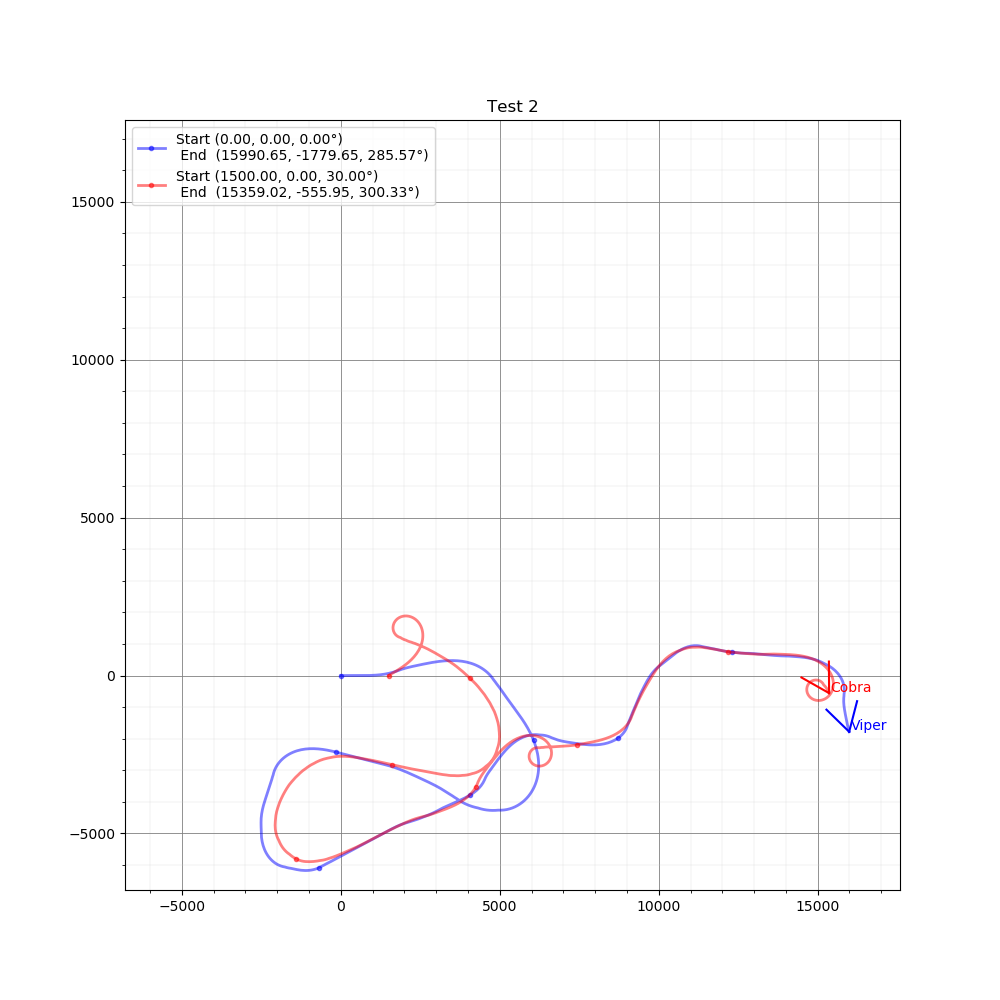 Test 2
Start (0.00, 0.00, 0.00°)
End (15990.65, -1779.65, 285.57°)
Start (1500.00, 0.00, 30.00°)
End (15359.02, -555.95, 300.33°)
15000
10000
5000
0
−5000
Cobra
Viper
−5000
0
5000
10000
15000